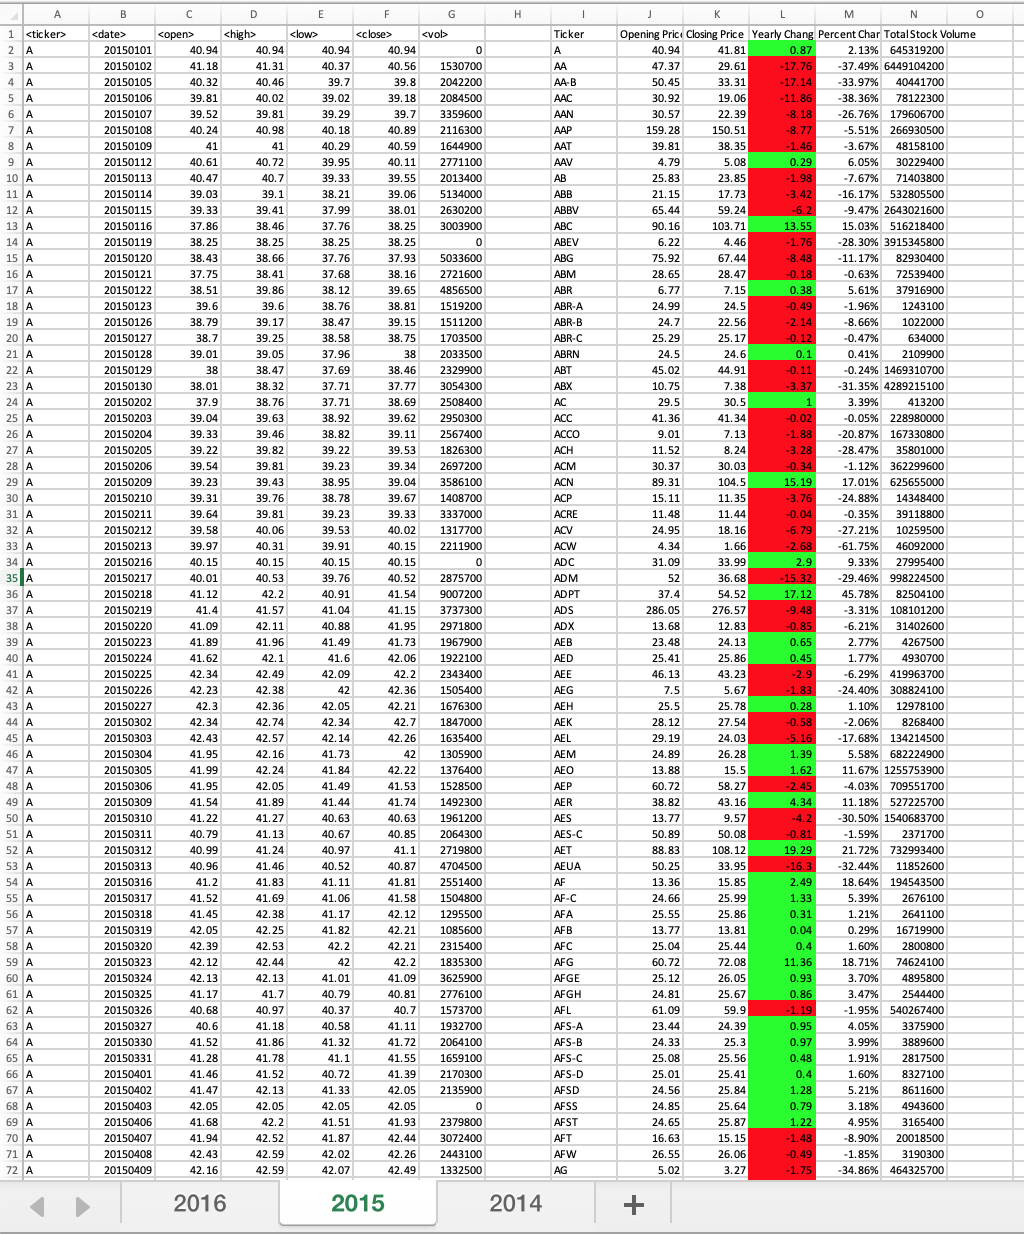 A B C D E F G H I J K L M N O
1 <ticker> <date> <open> <high> <low> <close> <vol> Ticker Opening Pric Closing Price Yearly Chang Percent Char Total Stock Volume
2 A 20150101 40.94 40.94 40.94 40.94 0 A 40.94 41.81 0.87 2.13% 645319200
3 A 20150102 41.18 41.31 40.37 40.56 1530700 AA 47.37 29.61 -17.76 -37.49% 6449104200
4 A 20150105 40.32 40.46 39.7 39.8 2042200 AA-B 50.45 33.31 -17.14 -33.97% 40441700
5 A 20150106 39.81 40.02 39.02 39.18 2084500 AAC 30.92 19.06 -11.86 -38.36% 78122300
6 A 20150107 39.52 39.81 39.29 39.7 3359600 AAN 30.57 22.39 -8.18 -26.76% 179606700
7 A 20150108 40.24 40.98 40.18 40.89 2116300 AAP 159.28 150.51 -8.77 -5.51% 266930500
8 A 20150109 41 41 40.29 40.59 1644900 AAT 39.81 38.35 -1.46 -3.67% 48158100
9 A 20150112 40.61 40.72 39.95 40.11 2771100 AAV 4.79 5.08 0.29 6.05% 30229400
10 A 20150113 40.47 40.7 39.33 39.55 2013400 AB 25.83 23.85 -1.98 -7.67% 71403800
11 A 20150114 39.03 39.1 38.21 39.06 5134000 ABB 21.15 17.73 -3.42 -16.17% 532805500
12 A 20150115 39.33 39.41 37.99 38.01 2630200 ABBV 65.44 59.24 -6.2 -9.47% 2643021600
13 A 20150116 37.86 38.46 37.76 38.25 3003900 ABC 90.16 103.71 13.55 15.03% 516218400
14 A 20150119 38.25 38.25 38.25 38.25 0 ABEV 6.22 4.46 -1.76 -28.30% 3915345800
15 A 20150120 38.43 38.66 37.76 37.93 5033600 ABG 75.92 67.44 -8.48 -11.17% 82930400
16 A 20150121 37.75 38.41 37.68 38.16 2721600 ABM 28.65 28.47 -0.18 -0.63% 72539400
17 A 20150122 38.51 39.86 38.12 39.65 4856500 ABR 6.77 7.15 0.38 5.61% 37916900
18 A 20150123 39.6 39.6 38.76 38.81 1519200 ABR-A 24.99 24.5 -0.49 -1.96% 1243100
19 A 20150126 38.79 39.17 38.47 39.15 1511200 ABR-B 24.7 22.56 -2.14 -8.66% 1022000
20 A 20150127 38.7 39.25 38.58 38.75 1703500 ABR-C 25.29 25.17 -0.12 -0.47% 634000
21 A 20150128 39.01 39.05 37.96 38 2033500 ABRN 24.5 24.6 0.1 0.41% 2109900
22 A 20150129 38 38.47 37.69 38.46 2329900 ABT 45.02 44.91 -0.11 -0.24% 1469310700
23 A 20150130 38.01 38.32 37.71 37.77 3054300 ABX 10.75 7.38 -3.37 -31.35% 4289215100
24 A 20150202 37.9 38.76 37.71 38.69 2508400 AC 29.5 30.5 1 3.39% 413200
25 A 20150203 39.04 39.63 38.92 39.62 2950300 ACC 41.36 41.34 -0.02 -0.05% 228980000
26 A 20150204 39.33 39.46 38.82 39.11 2567400 ACCO 9.01 7.13 -1.88 -20.87% 167330800
27 A 20150205 39.22 39.82 39.22 39.53 1826300 ACH 11.52 8.24 -3.28 -28.47% 35801000
28 A 20150206 39.54 39.81 39.23 39.34 2697200 ACM 30.37 30.03 -0.34 -1.12% 362299600
29 A 20150209 39.23 39.43 38.95 39.04 3586100 ACN 89.31 104.5 15.19 17.01% 625655000
30 A 20150210 39.31 39.76 38.78 39.67 1408700 ACP 15.11 11.35 -3.76 -24.88% 14348400
31 A 20150211 39.64 39.81 39.23 39.33 3337000 ACRE 11.48 11.44 -0.04 -0.35% 39118800
32 A 20150212 39.58 40.06 39.53 40.02 1317700 ACV 24.95 18.16 -6.79 -27.21% 10259500
33 A 20150213 39.97 40.31 39.91 40.15 2211900 ACW 4.34 1.66 -2.68 -61.75% 46092000
34 A 20150216 40.15 40.15 40.15 40.15 0 ADC 31.09 33.99 2.9 9.33% 27995400
35 A 20150217 40.01 40.53 39.76 40.52 2875700 ADM 52 36.68 -15.32 -29.46% 998224500
36 A 20150218 41.12 42.2 40.91 41.54 9007200 ADPT 37.4 54.52 17.12 45.78% 82504100
37 A 20150219 41.4 41.57 41.04 41.15 3737300 ADS 286.05 276.57 -9.48 -3.31% 108101200
38 A 20150220 41.09 42.11 40.88 41.95 2971800 ADX 13.68 12.83 -0.85 -6.21% 31402600
39 A 20150223 41.89 41.96 41.49 41.73 1967900 AEB 23.48 24.13 0.65 2.77% 4267500
40 A 20150224 41.62 42.1 41.6 42.06 1922100 AED 25.41 25.86 0.45 1.77% 4930700
41 A 20150225 42.34 42.49 42.09 42.2 2343400 AEE 46.13 43.23 -2.9 -6.29% 419963700
42 A 20150226 42.23 42.38 42 42.36 1505400 AEG 7.5 5.67 -1.83 -24.40% 308824100
43 A 20150227 42.3 42.36 42.05 42.21 1676300 AEH 25.5 25.78 0.28 1.10% 12978100
44 A 20150302 42.34 42.74 42.34 42.7 1847000 AEK 28.12 27.54 -0.58 -2.06% 8268400
45 A 20150303 42.43 42.57 42.14 42.26 1635400 AEL 29.19 24.03 -5.16 -17.68% 134214500
46 A 20150304 41.95 42.16 41.73 42 1305900 AEM 24.89 26.28 1.39 5.58% 682224900
47 A 20150305 41.99 42.24 41.84 42.22 1376400 AEO 13.88 15.5 1.62 11.67% 1255753900
48 A 20150306 41.95 42.05 41.49 41.53 1528500 AEP 60.72 58.27 -2.45 -4.03% 709551700
49 A 20150309 41.54 41.89 41.44 41.74 1492300 AER 38.82 43.16 4.34 11.18% 527225700
50 A 20150310 41.22 41.27 40.63 40.63 1961200 AES 13.77 9.57 -4.2 -30.50% 1540683700
51 A 20150311 40.79 41.13 40.67 40.85 2064300 AES-C 50.89 50.08 -0.81 -1.59% 2371700
52 A 20150312 40.99 41.24 40.97 41.1 2719800 AET 88.83 108.12 19.29 21.72% 732993400
53 A 20150313 40.96 41.46 40.52 40.87 4704500 AEUA 50.25 33.95 -16.3 -32.44% 11852600
54 A 20150316 41.2 41.83 41.11 41.81 2551400 AF 13.36 15.85 2.49 18.64% 194543500
55 A 20150317 41.52 41.69 41.06 41.58 1504800 AF-C 24.66 25.99 1.33 5.39% 2676100
56 A 20150318 41.45 42.38 41.17 42.12 1295500 AFA 25.55 25.86 0.31 1.21% 2641100
57 A 20150319 42.05 42.25 41.82 42.21 1085600 AFB 13.77 13.81 0.04 0.29% 16719900
58 A 20150320 42.39 42.53 42.2 42.21 2315400 AFC 25.04 25.44 0.4 1.60% 2800800
59 A 20150323 42.12 42.44 42 42.2 1835300 AFG 60.72 72.08 11.36 18.71% 74624100
60 A 20150324 42.13 42.13 41.01 41.09 3625900 AFGE 25.12 26.05 0.93 3.70% 4895800
61 A 20150325 41.17 41.7 40.79 40.81 2776100 AFGH 24.81 25.67 0.86 3.47% 2544400
62 A 20150326 40.68 40.97 40.37 40.7 1573700 AFL 61.09 59.9 -1.19 -1.95% 540267400
63 A 20150327 40.6 41.18 40.58 41.11 1932700 AFS-A 23.44 24.39 0.95 4.05% 3375900
64 A 20150330 41.52 41.86 41.32 41.72 2064100 AFS-B 24.33 25.3 0.97 3.99% 3889600
65 A 20150331 41.28 41.78 41.1 41.55 1659100 AFS-C 25.08 25.56 0.48 1.91% 2817500
66 A 20150401 41.46 41.52 40.72 41.39 2170300 AFS-D 25.01 25.41 0.4 1.60% 8327100
67 A 20150402 41.47 42.13 41.33 42.05 2135900 AFSD 24.56 25.84 1.28 5.21% 8611600
68 A 20150403 42.05 42.05 42.05 42.05 0 AFSS 24.85 25.64 0.79 3.18% 4943600
69 A 20150406 41.68 42.2 41.51 41.93 2379800 AFST 24.65 25.87 1.22 4.95% 3165400
70 A 20150407 41.94 42.52 41.87 42.44 3072400 AFT 16.63 15.15 -1.48 -8.90% 20018500
71 A 20150408 42.43 42.59 42.02 42.26 2443100 AFW 26.55 26.06 -0.49 -1.85% 3190300
72 A 20150409 42.16 42.59 42.07 42.49 1332500 AG 5.02 3.27 -1.75 -34.86% 464325700
2016 2015 2014 +